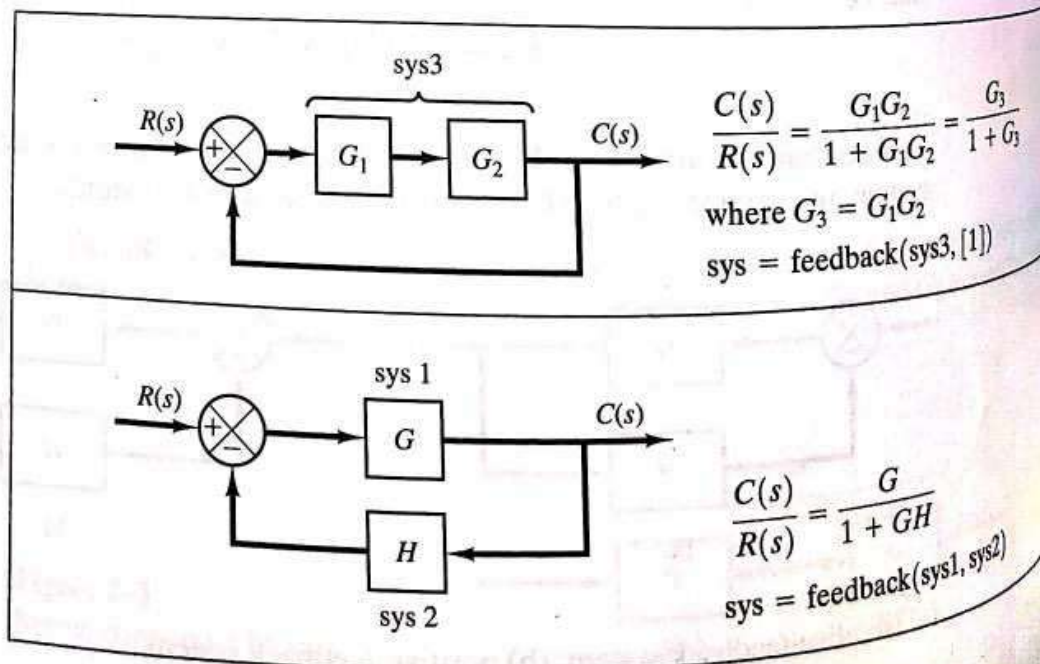 sys3
R(s)
+
−
G₁
G₂
C(s)
C(s)/R(s) = G₁G₂/(1 + G₁G₂) = G₃/(1 + G₃)
where G₃ = G₁G₂
sys = feedback(sys3, [1])
sys 1
R(s)
+
−
G
C(s)
H
sys 2
C(s)/R(s) = G/(1 + GH)
sys = feedback(sys1, sys2)